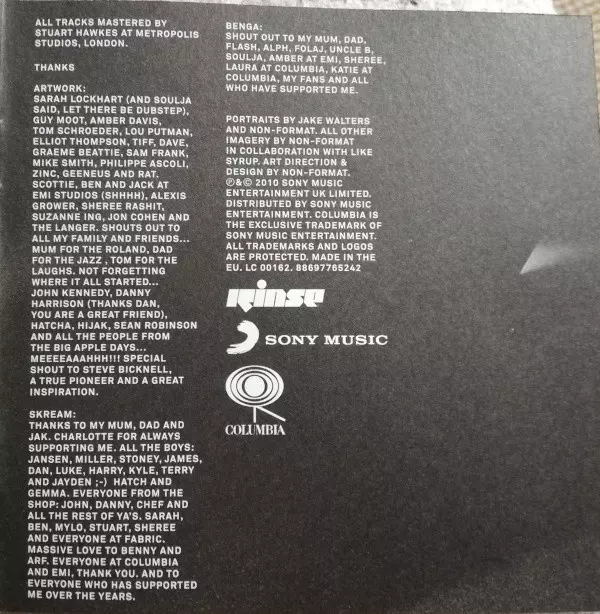 ALL TRACKS MASTERED BY
STUART HAWKES AT METROPOLIS
STUDIOS, LONDON.
THANKS
ARTWORK:
SARAH LOCKHART (AND SOULJA
SAID, LET THERE BE DUBSTEP),
GUY MOOT, AMBER DAVIS,
TOM SCHROEDER, LOU PUTMAN,
ELLIOT THOMPSON, TIFF, DAVE,
GRAEME BEATTIE, SAM FRANK,
MIKE SMITH, PHILIPPE ASCOLI,
ZINC, GEENEUS AND RAT.
SCOTTIE, BEN AND JACK AT
EMI STUDIOS (SHHHH), ALEXIS
GROWER, SHEREE RASHIT,
SUZANNE ING, JON COHEN AND
THE LANGER. SHOUTS OUT TO
ALL MY FAMILY AND FRIENDS...
MUM FOR THE ROLAND, DAD
FOR THE JAZZ , TOM FOR THE
LAUGHS. NOT FORGETTING
WHERE IT ALL STARTED...
JOHN KENNEDY, DANNY
HARRISON (THANKS DAN,
YOU ARE A GREAT FRIEND),
HATCHA, HIJAK, SEAN ROBINSON
AND ALL THE PEOPLE FROM
THE BIG APPLE DAYS...
MEEEEAAAHHH!!! SPECIAL
SHOUT TO STEVE BICKNELL,
A TRUE PIONEER AND A GREAT
INSPIRATION.
SKREAM:
THANKS TO MY MUM, DAD AND
JAK. CHARLOTTE FOR ALWAYS
SUPPORTING ME. ALL THE BOYS:
JANSEN, MILLER, STONEY, JAMES,
DAN, LUKE, HARRY, KYLE, TERRY
AND JAYDEN ;-) HATCH AND
GEMMA. EVERYONE FROM THE
SHOP: JOHN, DANNY, CHEF AND
ALL THE REST OF YA'S. SARAH,
BEN, MYLO, STUART, SHEREE
AND EVERYONE AT FABRIC.
MASSIVE LOVE TO BENNY AND
ARF. EVERYONE AT COLUMBIA
AND EMI, THANK YOU. AND TO
EVERYONE WHO HAS SUPPORTED
ME OVER THE YEARS.
BENGA:
SHOUT OUT TO MY MUM, DAD,
FLASH, ALPH, FOLAJ, UNCLE B,
SOULJA, AMBER AT EMI, SHEREE,
LAURA AT COLUMBIA, KATIE AT
COLUMBIA, MY FANS AND ALL
WHO HAVE SUPPORTED ME.
PORTRAITS BY JAKE WALTERS
AND NON-FORMAT. ALL OTHER
IMAGERY BY NON-FORMAT
IN COLLABORATION WITH LIKE
SYRUP. ART DIRECTION &
DESIGN BY NON-FORMAT.
℗&© 2010 SONY MUSIC
ENTERTAINMENT UK LIMITED.
DISTRIBUTED BY SONY MUSIC
ENTERTAINMENT. COLUMBIA IS
THE EXCLUSIVE TRADEMARK OF
SONY MUSIC ENTERTAINMENT.
ALL TRADEMARKS AND LOGOS
ARE PROTECTED. MADE IN THE
EU. LC 00162. 88697765242
rinse
SONY MUSIC
COLUMBIA